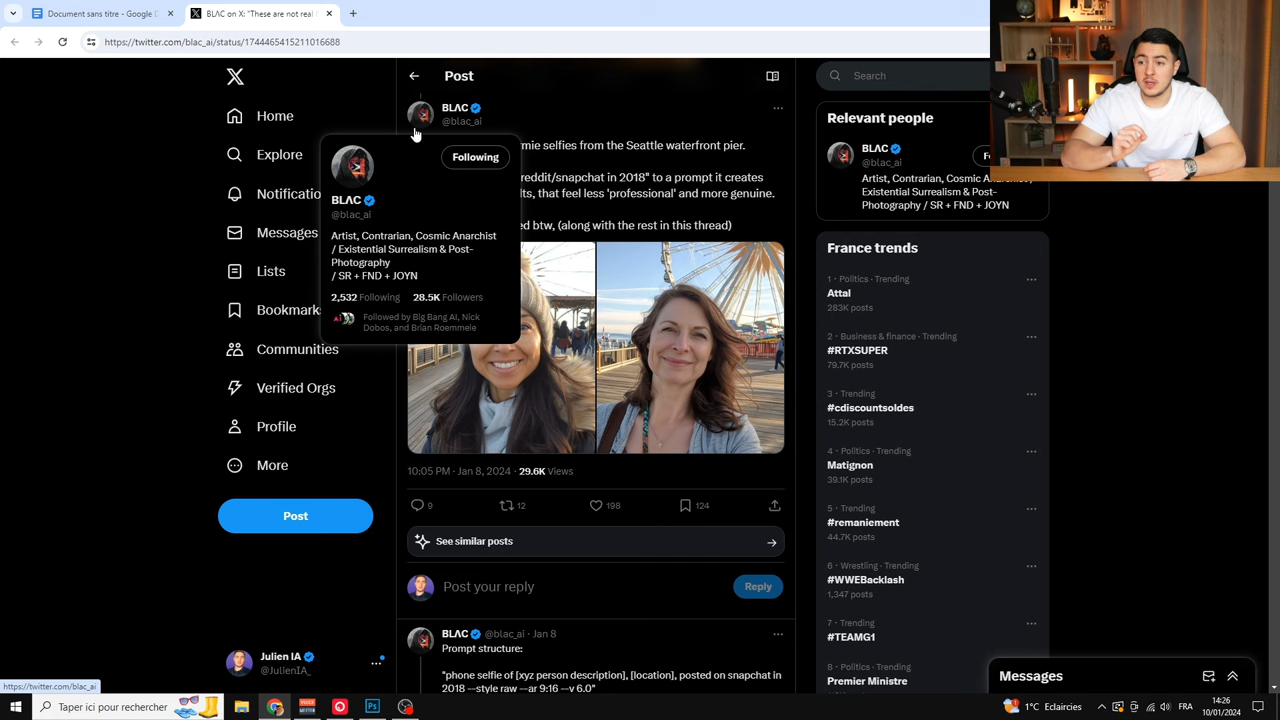 Document sans titre - Google D
BLΛC on X: "These are not real
https://twitter.com/blac_ai/status/1744465415211016688
Home
Explore
Notificatio
Messages
Lists
Bookmark
Communities
Verified Orgs
Profile
More
Post
Julien IA
@JulienIA_
https://twitter.com/blac_ai
Post
BLΛC
@blac_ai
mie selfies from the Seattle waterfront pier.
reddit/snapchat in 2018" to a prompt it creates
lts, that feel less 'professional' and more genuine.
ed btw, (along with the rest in this thread)
Following
BLΛC
@blac_ai
Artist, Contrarian, Cosmic Anarchist
/ Existential Surrealism & Post-
Photography
/ SR + FND + JOYN
2,532 Following 28.5K Followers
Followed by Big Bang AI, Nick
Dobos, and Brian Roemmele
10:05 PM · Jan 8, 2024 · 29.6K Views
9 12 198 124
See similar posts
Post your reply
Reply
BLΛC @blac_ai · Jan 8
Prompt structure:
"phone selfie of [xyz person description], [location], posted on snapchat in
2018 --style raw --ar 9:16 --v 6.0"
Search
Relevant people
BLΛC
@blac_ai
Fo
Artist, Contrarian, Cosmic Anarchist /
Existential Surrealism & Post-
Photography / SR + FND + JOYN
France trends
1 · Politics · Trending
Attal
283K posts
2 · Business & finance · Trending
#RTXSUPER
79.7K posts
3 · Trending
#cdiscountsoldes
15.2K posts
4 · Politics · Trending
Matignon
39.1K posts
5 · Trending
#remaniement
44.7K posts
6 · Wrestling · Trending
#WWEBacklash
1,347 posts
7 · Trending
#TEAMG1
8 · Politics · Trending
Premier Ministre
Messages
Taper ici pour rechercher
1°C Eclaircies
FRA
14:26
10/01/2024